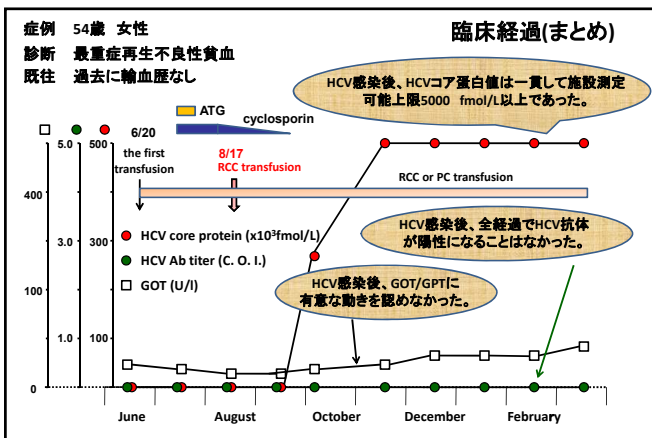 症例 54歳 女性
診断 最重症再生不良性貧血
既往 過去に輸血歴なし
臨床経過(まとめ)
HCV感染後、HCVコア蛋白値は一貫して施設測定
可能上限5000 fmol/L以上であった。
ATG
cyclosporin
6/20
the first
transfusion
8/17
RCC transfusion
RCC or PC transfusion
5.0
500
400
3.0
300
100
1.0
100
0
HCV core protein (x10³fmol/L)
HCV Ab titer (C. O. I.)
GOT (U/l)
HCV感染後、全経過でHCV抗体
が陽性になることはなかった。
HCV感染後、GOT/GPTに
有意な動きを認めなかった。
June
August
October
December
February